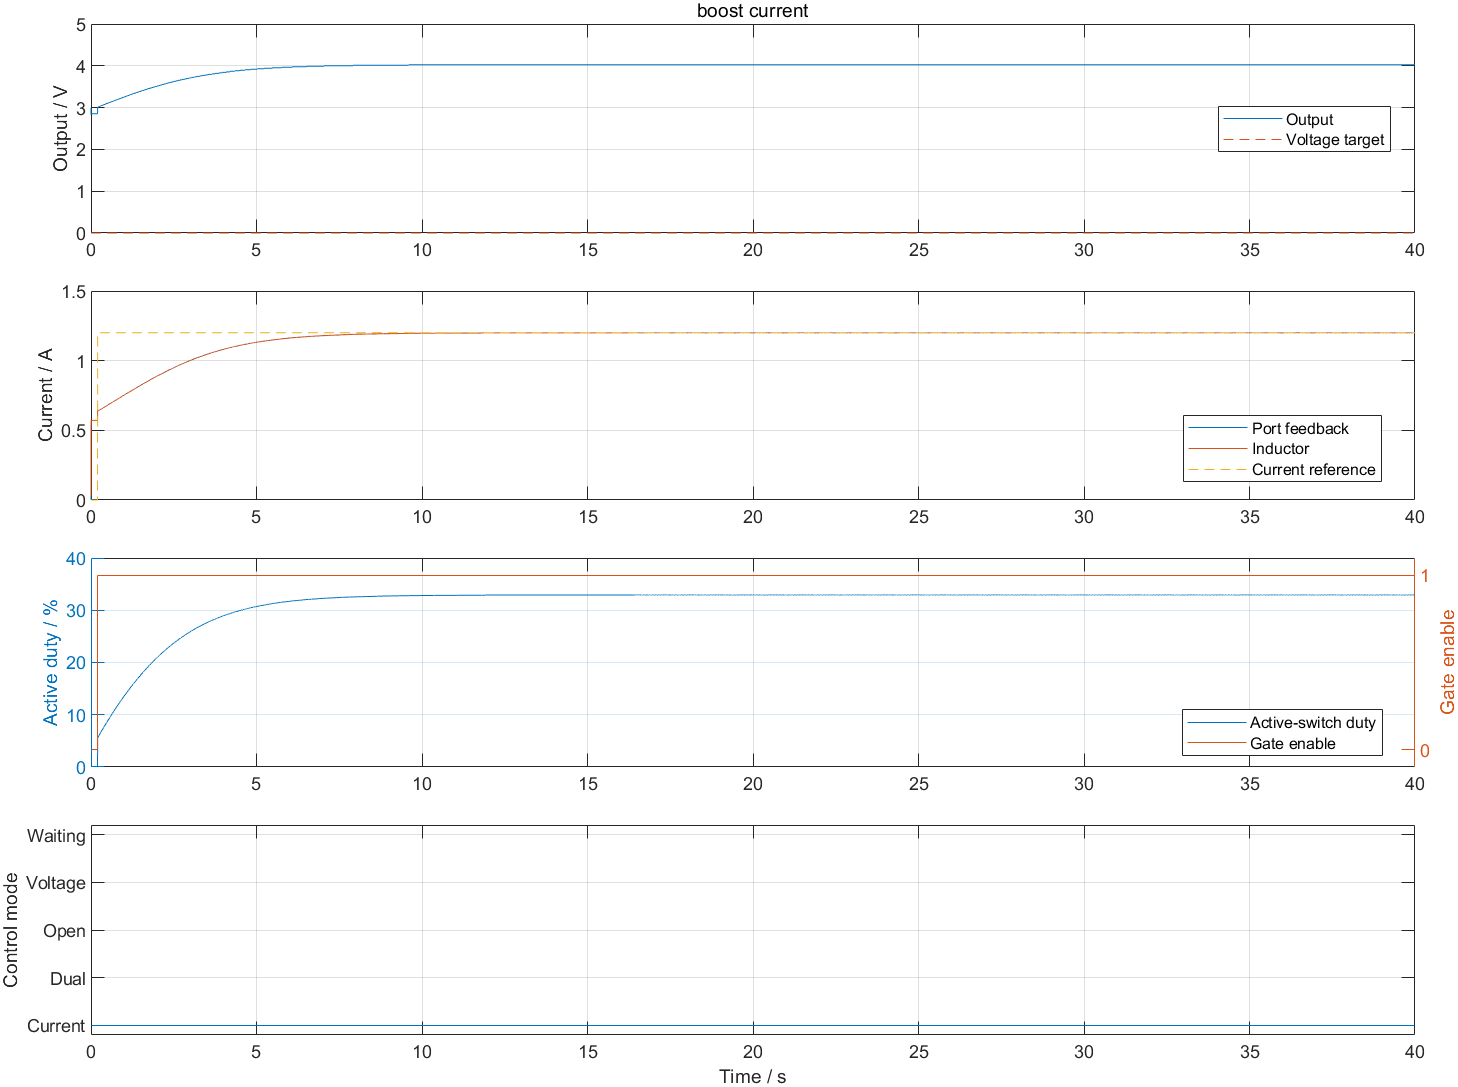 boost current
5
4
3
2
1
0
Output / V
Output
Voltage target
0 5 10 15 20 25 30 35 40
1.5
1
0.5
0
Current / A
Port feedback
Inductor
Current reference
0 5 10 15 20 25 30 35 40
40
30
20
10
0
Active duty / %
1
0
Gate enable
Active-switch duty
Gate enable
0 5 10 15 20 25 30 35 40
Waiting
Voltage
Open
Dual
Current
Control mode
0 5 10 15 20 25 30 35 40
Time / s